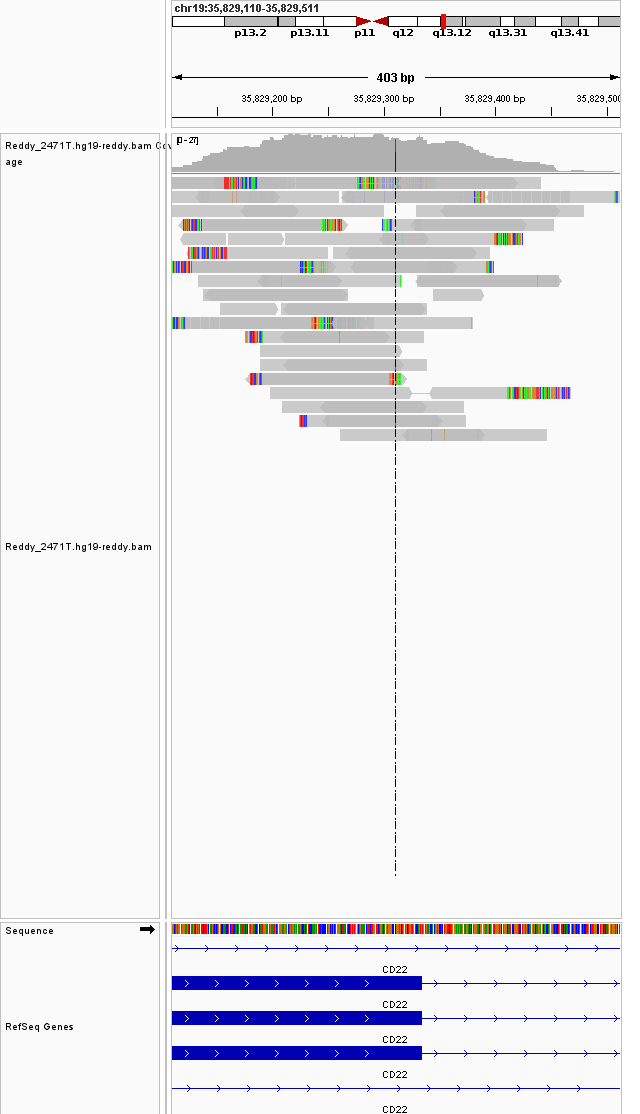 chr19:35,829,110-35,829,511
p13.2 p13.11 p11 q12 q13.12 q13.31 q13.41
403 bp
35,829,200 bp 35,829,300 bp 35,829,400 bp 35,829,500
Reddy_2471T.hg19-reddy.bam Cov
age
[0 - 27]
Reddy_2471T.hg19-reddy.bam
Sequence
CD22
CD22
RefSeq Genes
CD22
CD22
CD22